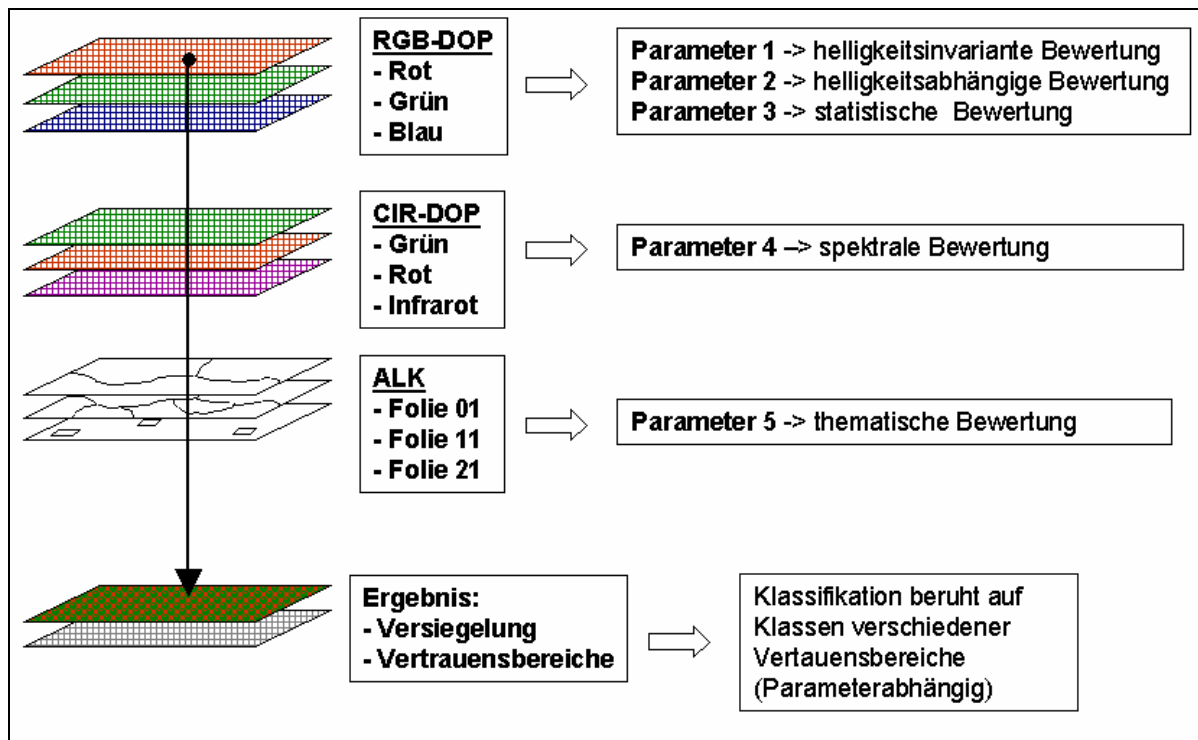 RGB-DOP
- Rot
- Grün
- Blau
Parameter 1 -> helligkeitsinvariante Bewertung
Parameter 2 -> helligkeitsabhängige Bewertung
Parameter 3 -> statistische Bewertung
CIR-DOP
- Grün
- Rot
- Infrarot
Parameter 4 –> spektrale Bewertung
ALK
- Folie 01
- Folie 11
- Folie 21
Parameter 5 -> thematische Bewertung
Ergebnis:
- Versiegelung
- Vertrauensbereiche
Klassifikation beruht auf
Klassen verschiedener
Vertauensbereiche
(Parameterabhängig)